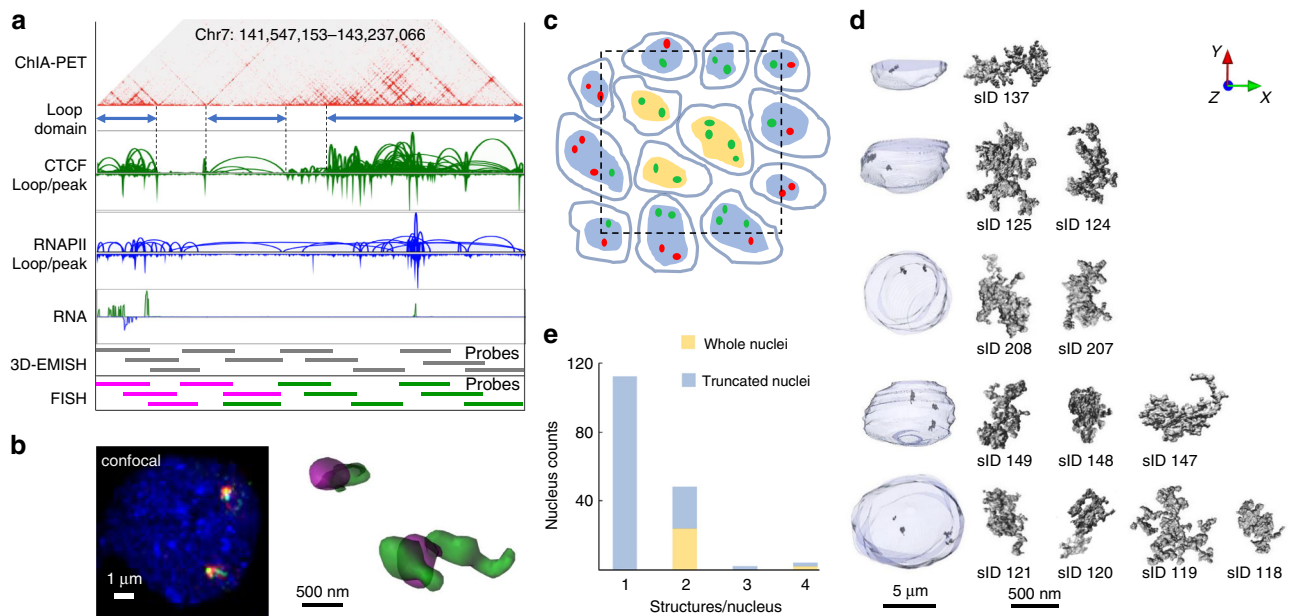 a
Chr7: 141,547,153–143,237,066
ChIA-PET
Loop
domain
CTCF
Loop/peak
RNAPII
Loop/peak
RNA
Probes
3D-EMISH
Probes
FISH
b
confocal
1 μm
500 nm
c
d
Y
Z
X
sID 137
sID 125
sID 124
sID 208
sID 207
sID 149
sID 148
sID 147
sID 121
sID 120
sID 119
sID 118
5 μm
500 nm
e
Whole nuclei
Truncated nuclei
120
80
40
Nucleus counts
1
2
3
4
Structures/nucleus